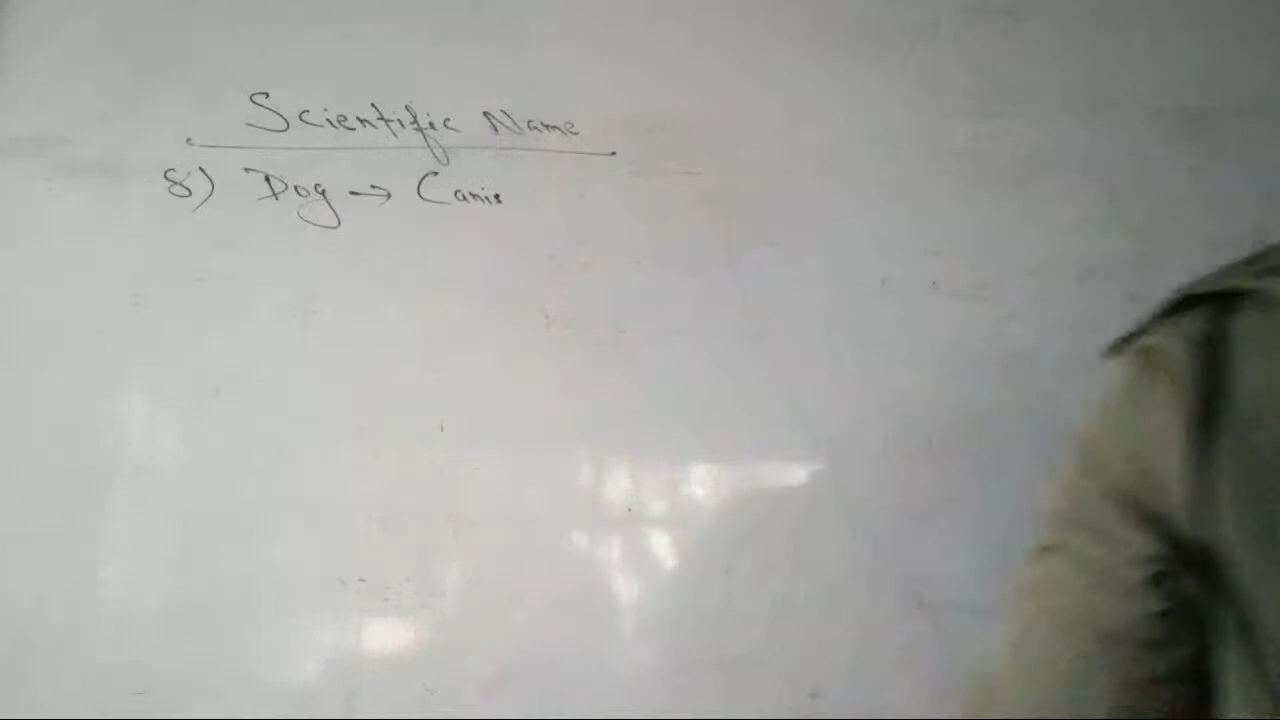 Scientific Name
8) Dog → Canis